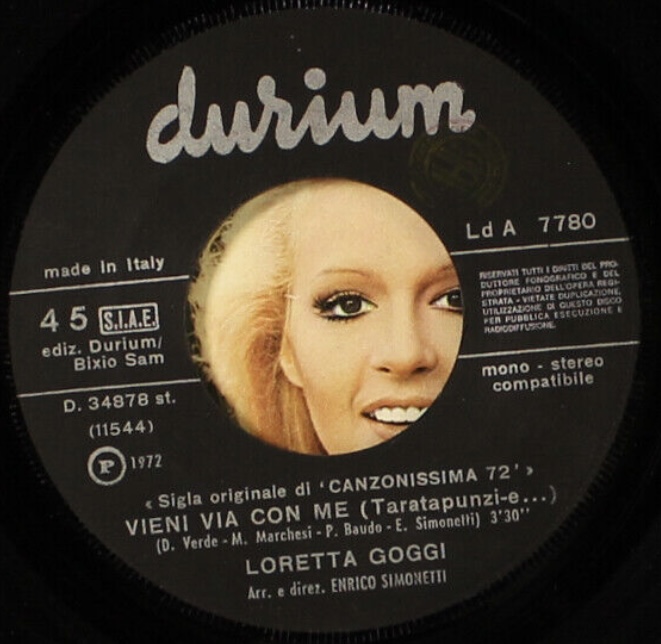 durium
Ld A 7780
made in Italy
45 S.I.A.E.
ediz. Durium/
Bixio Sam
RISERVATI TUTTI I DIRITTI DEL PRO-
DUTTORE FONOGRAFICO E DEL
PROPRIETARIO DELL'OPERA REGI-
STRATA - VIETATE DUPLICAZIONE,
UTILIZZAZIONE DI QUESTO DISCO
PER PUBBLICA ESECUZIONE E
RADIODIFFUSIONE.
mono - stereo
compatibile
D. 34878 st.
(11544)
P 1972
« Sigla originale di 'CANZONISSIMA 72' »
VIENI VIA CON ME (Taratapunzi-e...)
(D. Verde - M. Marchesi - P. Baudo - E. Simonetti) 3'30"
LORETTA GOGGI
Arr. e direz. ENRICO SIMONETTI